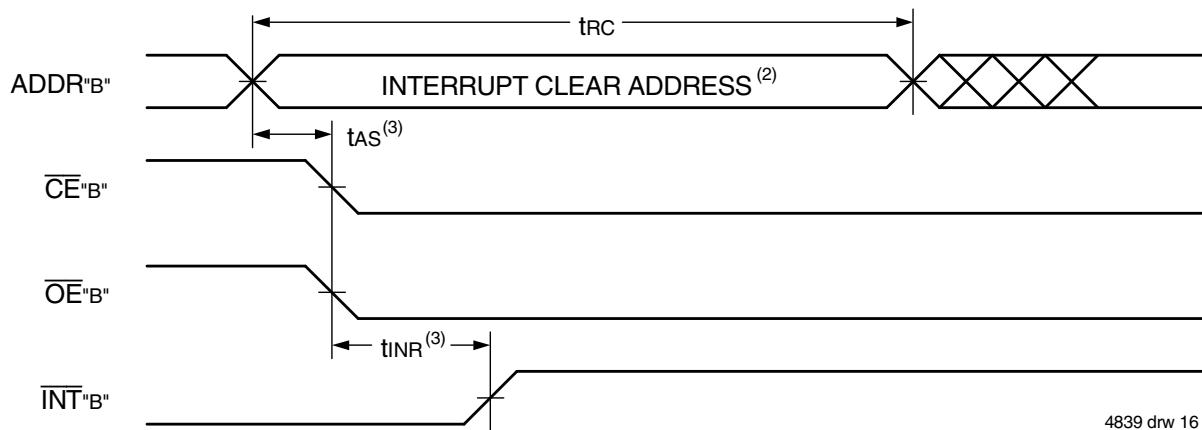 tRC
ADDR"B"
INTERRUPT CLEAR ADDRESS (2)
tAS(3)
CE"B"
OE"B"
tINR(3)
INT"B"
4839 drw 16